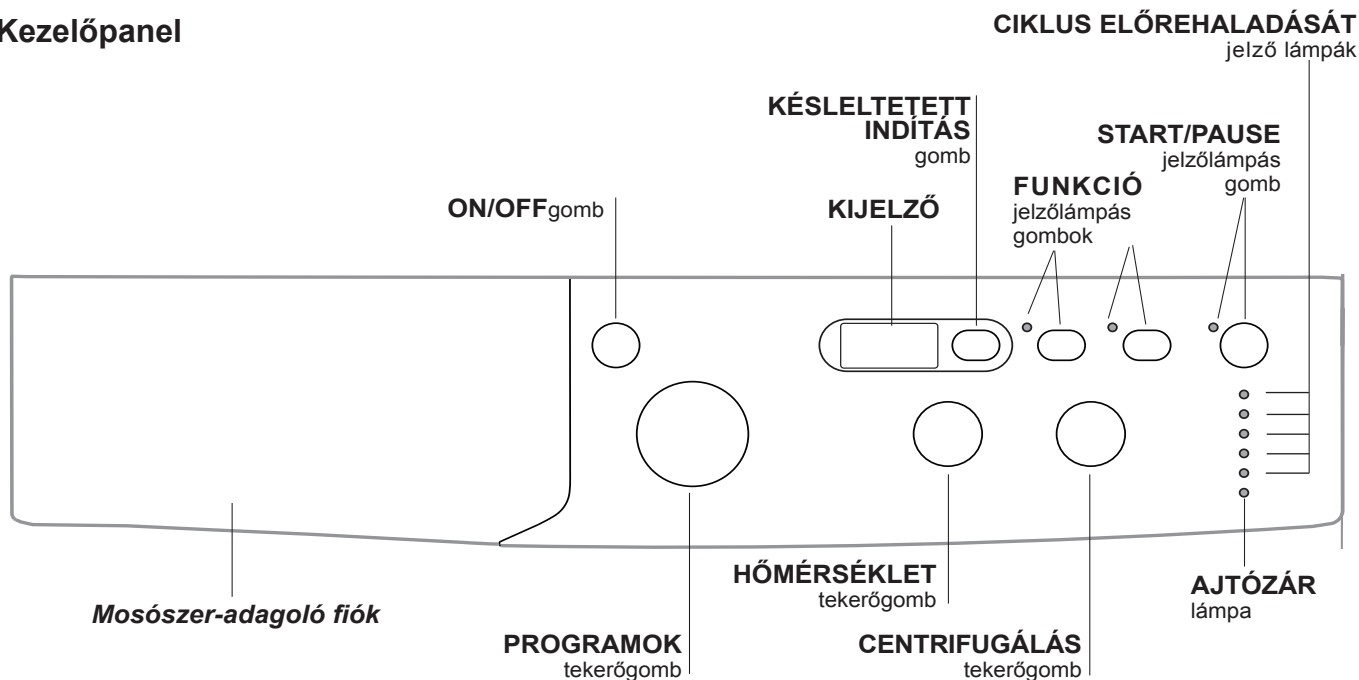 Kezelőpanel
CIKLUS ELŐREHALADÁSÁT
jelző lámpák
KÉSLELTETETT
INDÍTÁS
gomb
START/PAUSE
jelzőlámpás
gomb
FUNKCIÓ
jelzőlámpás
gombok
ON/OFFgomb
KIJELZŐ
Mosószer-adagoló fiók
HŐMÉRSÉKLET
tekerőgomb
AJTÓZÁR
lámpa
PROGRAMOK
tekerőgomb
CENTRIFUGÁLÁS
tekerőgomb